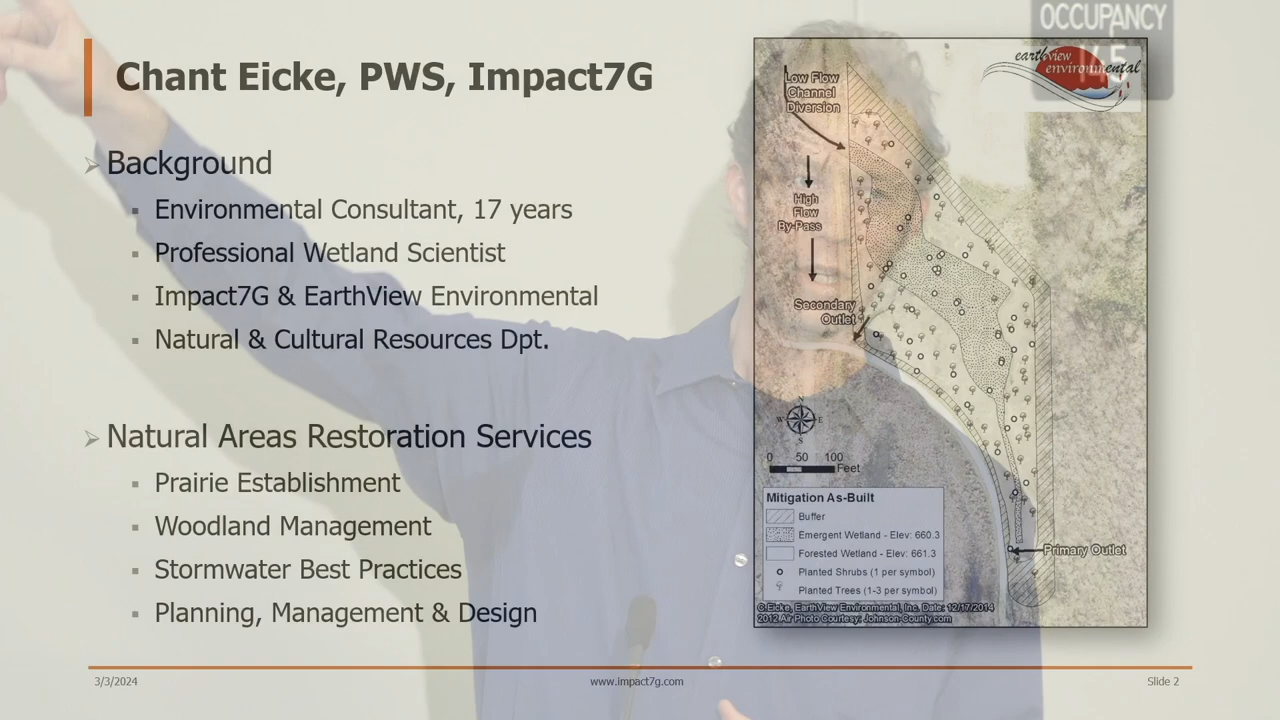 OCCUPANCY
145
Chant Eicke, PWS, Impact7G
Background
Environmental Consultant, 17 years
Professional Wetland Scientist
Impact7G & EarthView Environmental
Natural & Cultural Resources Dpt.
Natural Areas Restoration Services
Prairie Establishment
Woodland Management
Stormwater Best Practices
Planning, Management & Design
earthview
environmental
Low Flow
Channel
Diversion
High
Flow
By-Pass
Secondary
Outlet
N
W E
S
0 50 100
Feet
Mitigation As-Built
Buffer
Emergent Wetland - Elev: 660.3
Forested Wetland - Elev: 661.3
Planted Shrubs (1 per symbol)
Planted Trees (1-3 per symbol)
Primary Outlet
C.Eicke, EarthView Environmental, Inc. Date: 12/17/2014
2012 Air Photo Courtesy: Johnson-County.com
3/3/2024
www.impact7g.com
Slide 2